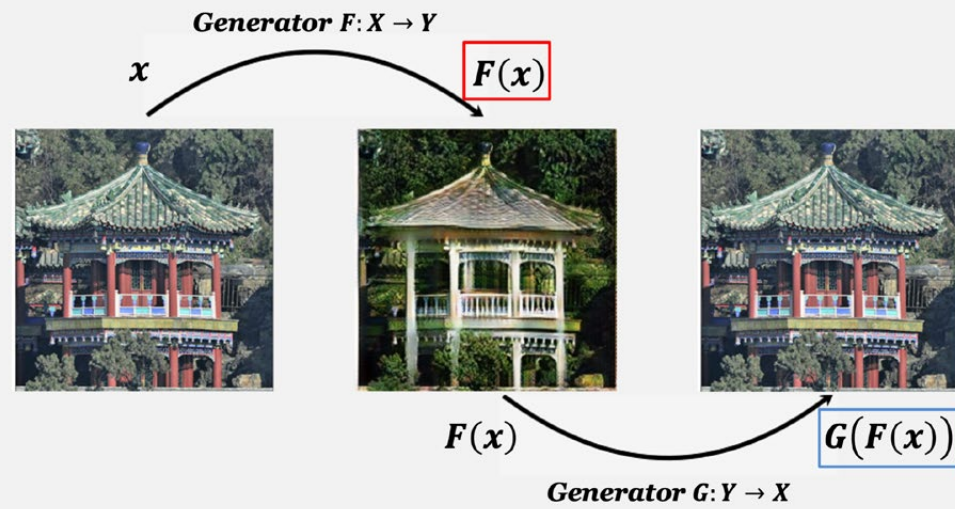 Generator F: X → Y
x
F(x)
F(x)
G(F(x))
Generator G: Y → X